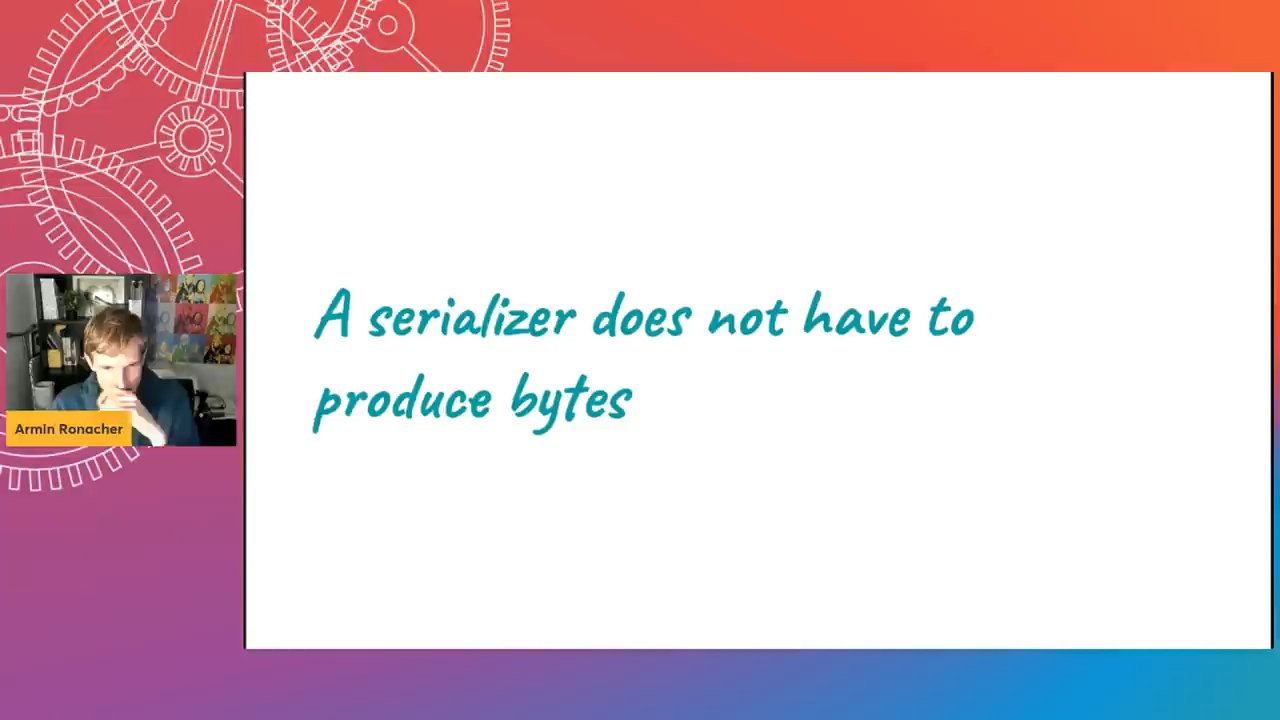 A serializer does not have to
produce bytes
Armin Ronacher